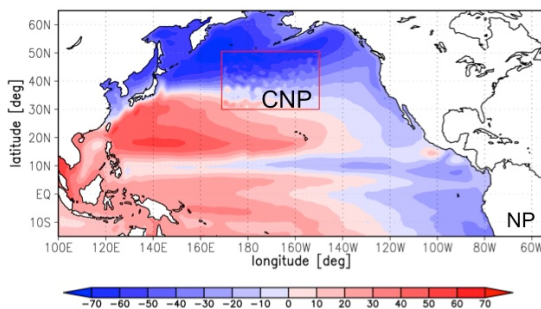 60N
50N
40N
30N
20N
10N
EQ
10S
latitude [deg]
CNP
NP
100E 120E 140E 160E 180 160W 140W 120W 100W 80W 60W
longitude [deg]
-70 -60 -50 -40 -30 -20 -10 0 10 20 30 40 50 60 70